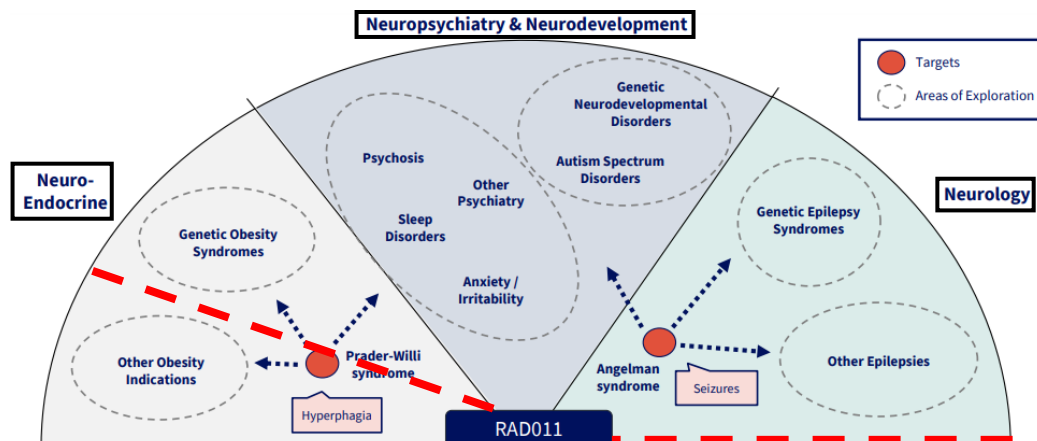 Neuropsychiatry & Neurodevelopment
Targets
Areas of Exploration
Genetic
Neurodevelopmental
Disorders
Psychosis
Autism Spectrum
Disorders
Other
Psychiatry
Sleep
Disorders
Anxiety /
Irritability
Neuro-
Endocrine
Genetic Obesity
Syndromes
Other Obesity
Indications
Prader-Willi
syndrome
Hyperphagia
Neurology
Genetic Epilepsy
Syndromes
Other Epilepsies
Angelman
syndrome
Seizures
RAD011